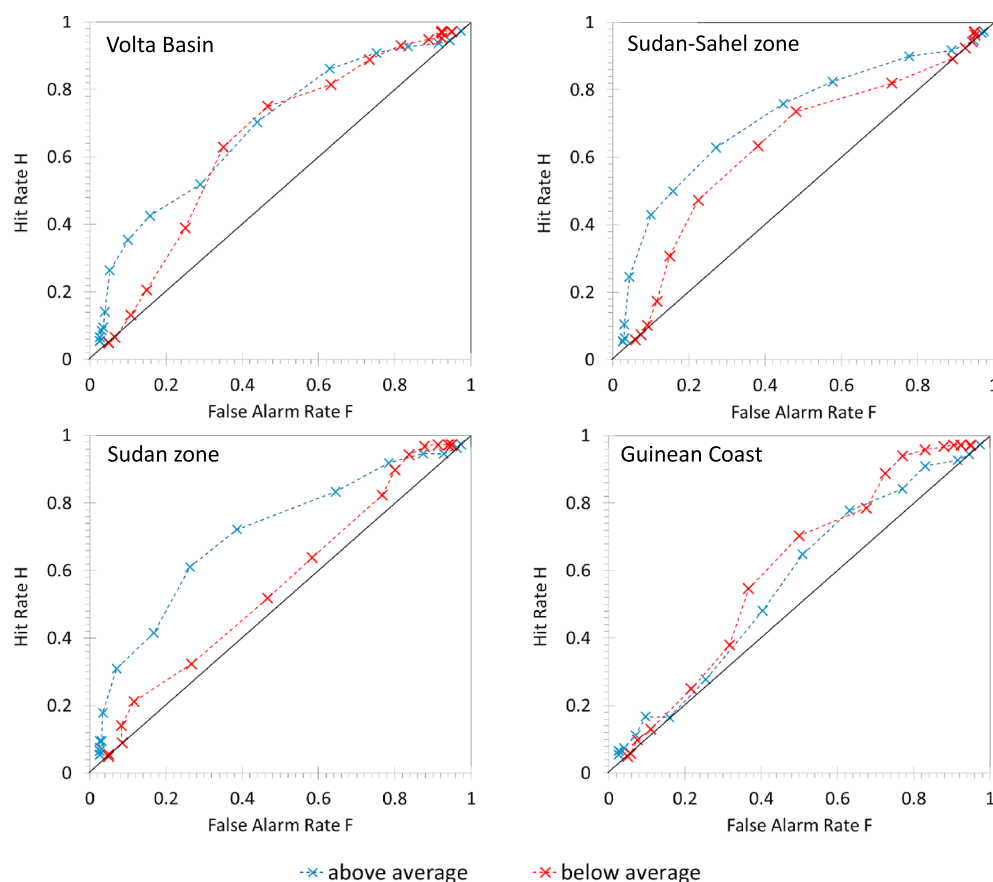 Volta Basin
1
0.8
0.6
0.4
0.2
0
0 0.2 0.4 0.6 0.8 1
Hit Rate H
False Alarm Rate F
Sudan-Sahel zone
1
0.8
0.6
0.4
0.2
0
0 0.2 0.4 0.6 0.8 1
Hit Rate H
False Alarm Rate F
Sudan zone
1
0.8
0.6
0.4
0.2
0
0 0.2 0.4 0.6 0.8 1
Hit Rate H
False Alarm Rate F
Guinean Coast
1
0.8
0.6
0.4
0.2
0
0 0.2 0.4 0.6 0.8 1
Hit Rate H
False Alarm Rate F
above average below average